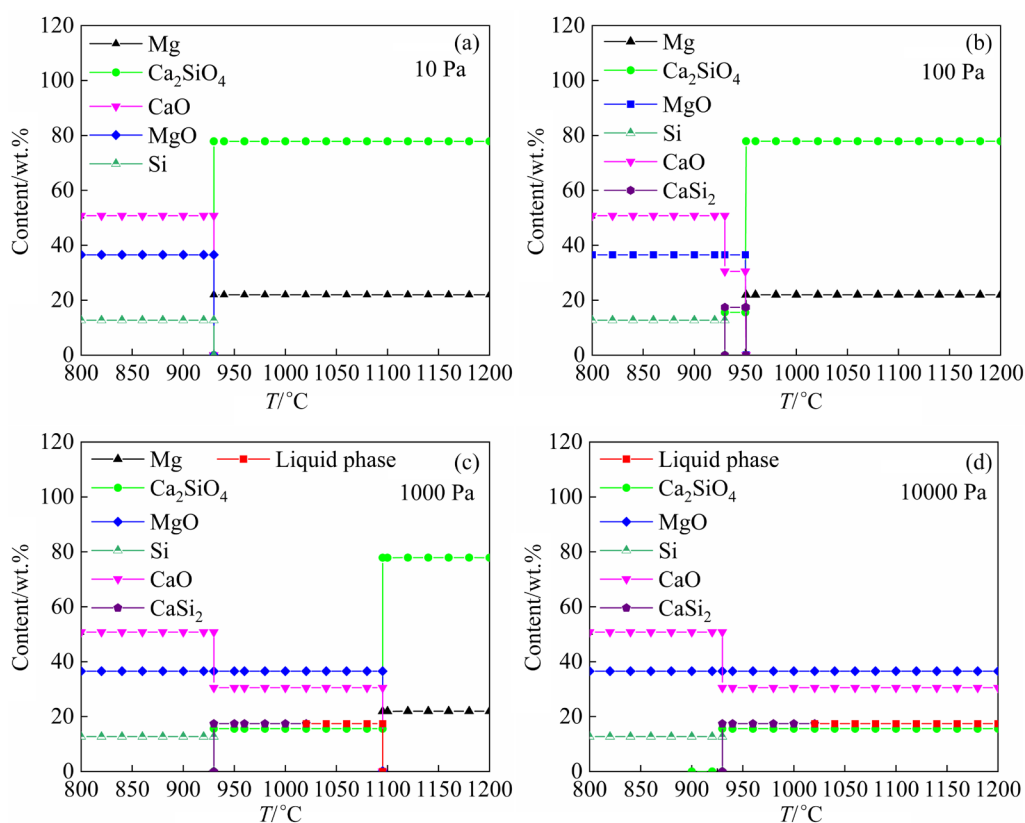 120
100
80
60
40
20
0
Content/wt.%
Mg
Ca₂SiO₄
CaO
MgO
Si
(a)
10 Pa
800 850 900 950 1000 1050 1100 1150 1200
T/°C
120
100
80
60
40
20
0
Content/wt.%
Mg
Ca₂SiO₄
MgO
Si
CaO
CaSi₂
(b)
100 Pa
800 850 900 950 1000 1050 1100 1150 1200
T/°C
120
100
80
60
40
20
0
Content/wt.%
Mg Liquid phase
Ca₂SiO₄
MgO
Si
CaO
CaSi₂
(c)
1000 Pa
800 850 900 950 1000 1050 1100 1150 1200
T/°C
120
100
80
60
40
20
0
Content/wt.%
Liquid phase
Ca₂SiO₄
MgO
Si
CaO
CaSi₂
(d)
10000 Pa
800 850 900 950 1000 1050 1100 1150 1200
T/°C